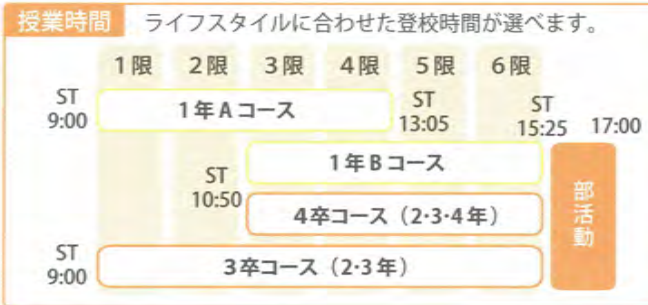 授業時間 ライフスタイルに合わせた登校時間が選べます。
1限 2限 3限 4限 5限 6限
ST
9:00
1年Aコース
ST
13:05
ST
15:25
17:00
1年Bコース
ST
10:50
4卒コース（2・3・4年）
部活動
ST
9:00
3卒コース（2・3年）